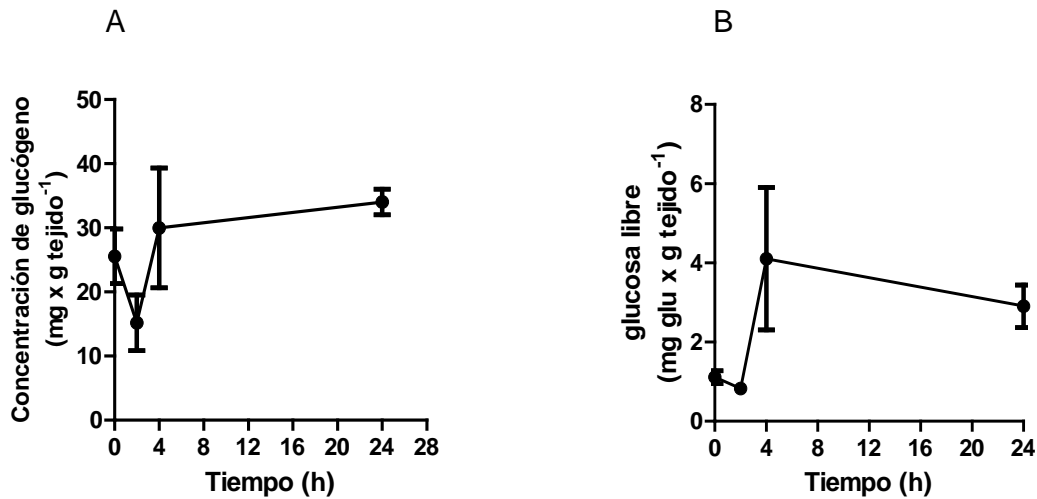 A
B
Concentración de glucógeno
(mg x g tejido⁻¹)
50
40
30
20
10
0
0 4 8 12 16 20 24 28
Tiempo (h)
glucosa libre
(mg glu x g tejido⁻¹)
8
6
4
2
0
0 4 8 12 16 20 24
Tiempo (h)